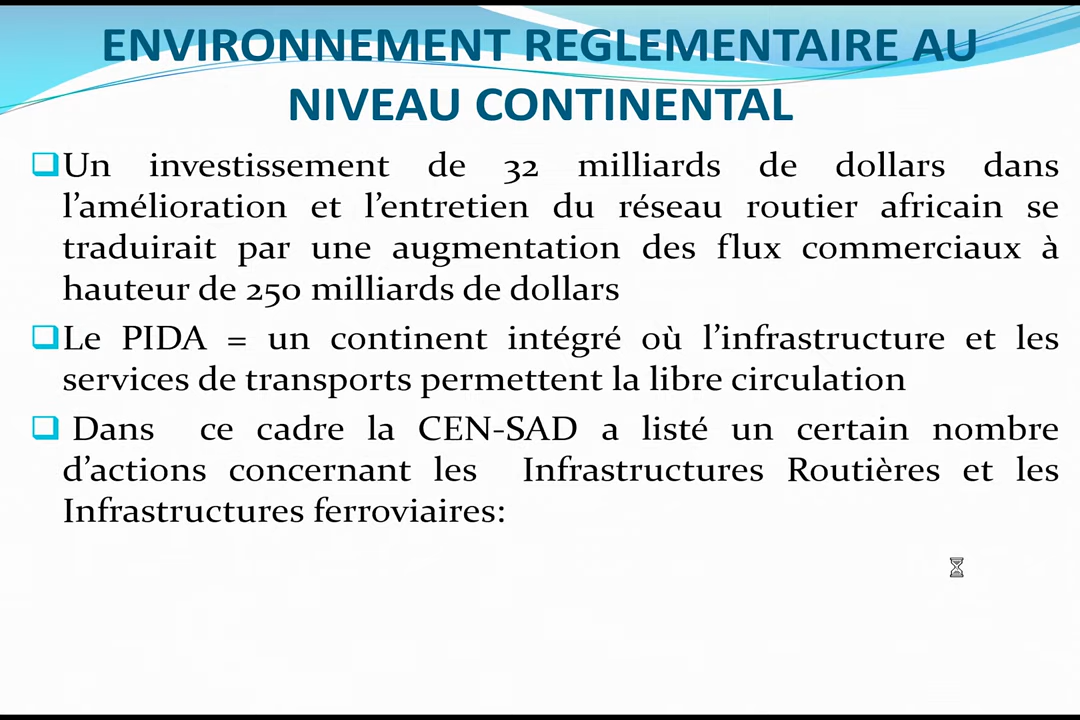 ENVIRONNEMENT REGLEMENTAIRE AU
NIVEAU CONTINENTAL
Un investissement de 32 milliards de dollars dans
l’amélioration et l’entretien du réseau routier africain se
traduirait par une augmentation des flux commerciaux à
hauteur de 250 milliards de dollars
Le PIDA = un continent intégré où l’infrastructure et les
services de transports permettent la libre circulation
Dans ce cadre la CEN-SAD a listé un certain nombre
d’actions concernant les Infrastructures Routières et les
Infrastructures ferroviaires: